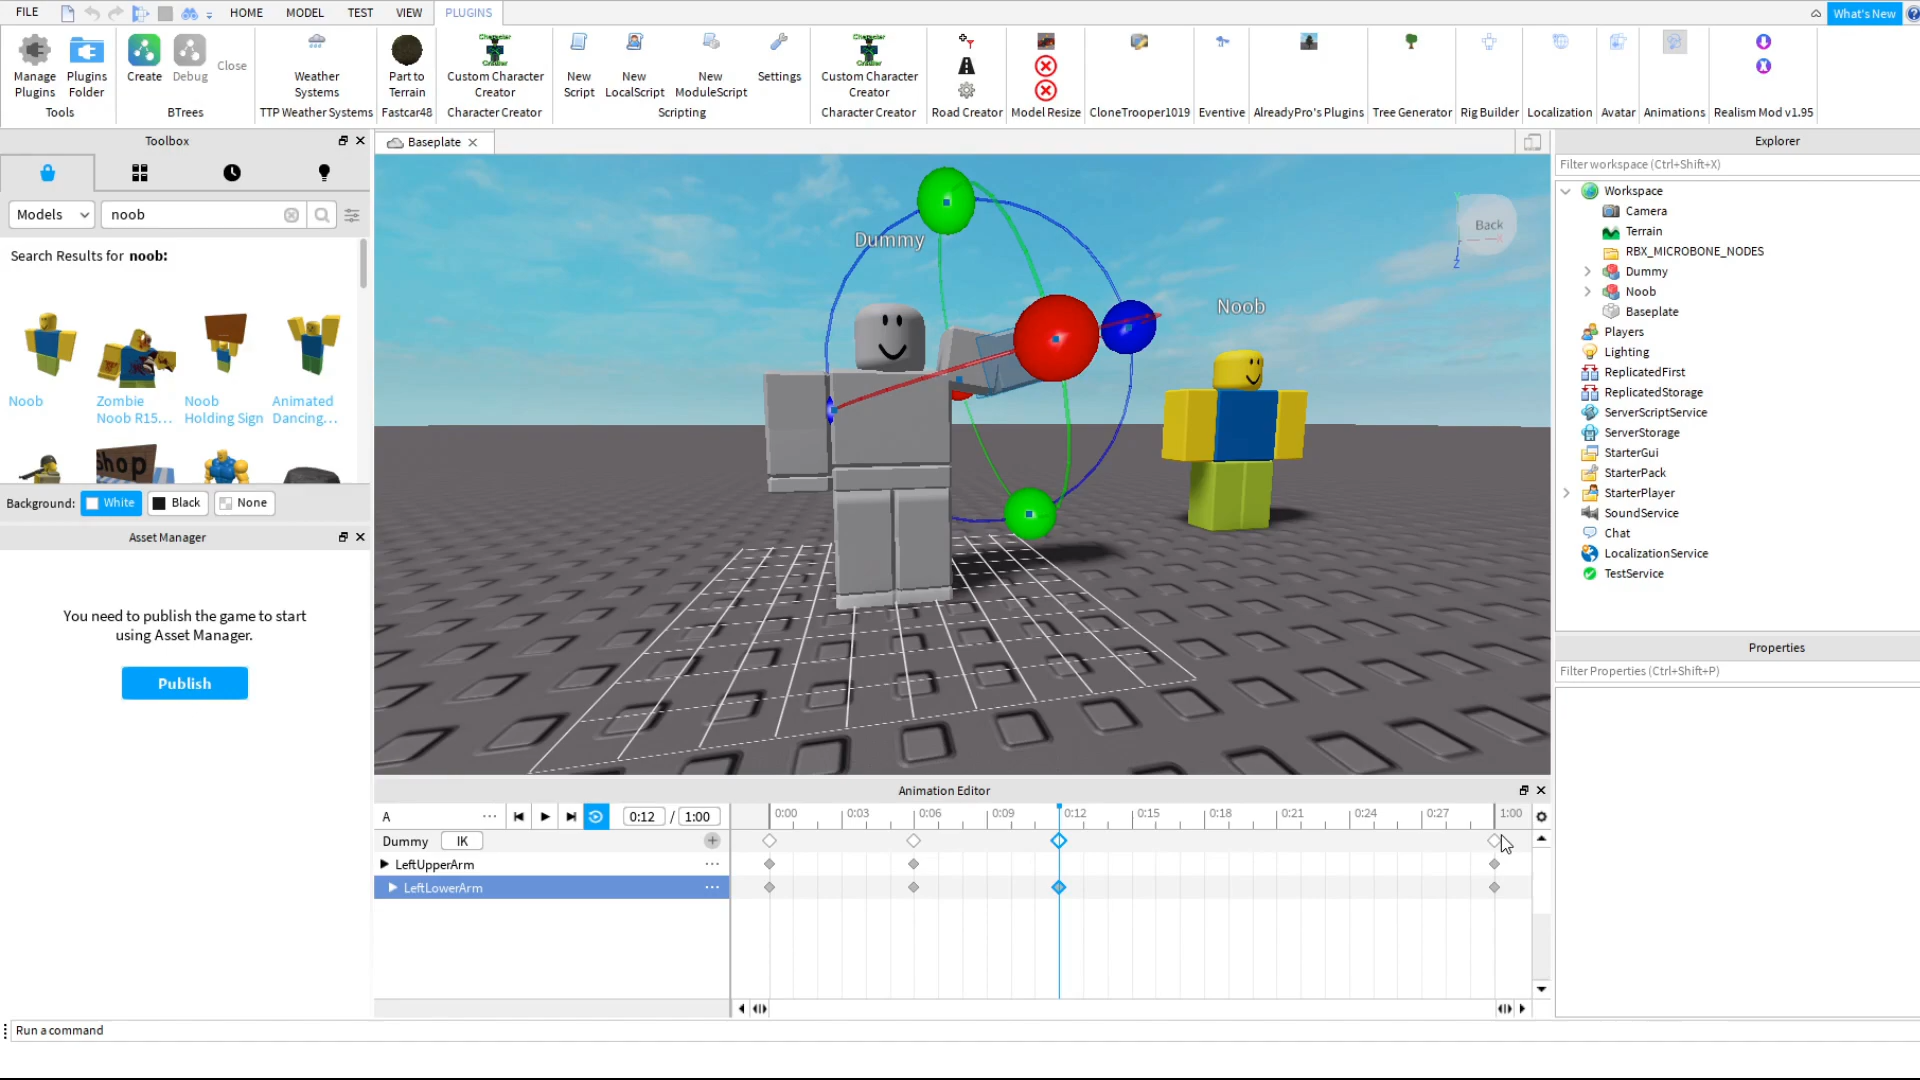 FILE
HOME
MODEL
TEST
VIEW
PLUGINS
What's New
Manage
Plugins
Plugins
Folder
Tools
Create
Debug
Close
BTrees
Weather
Systems
TTP Weather Systems
Part to
Terrain
Fastcar48
Character
Creator
Custom Character
Creator
Character Creator
New
Script
New
LocalScript
New
ModuleScript
Settings
Scripting
Character
Creator
Custom Character
Creator
Character Creator
Road Creator
Model Resize
CloneTrooper1019
Eventive
AlreadyPro's Plugins
Tree Generator
Rig Builder
Localization
Avatar
Animations
Realism Mod v1.95
Toolbox
Models
noob
Search Results for noob:
Noob
Zombie
Noob R15...
Noob
Holding Sign
Animated
Dancing...
Shop
Background:
White
Black
None
Asset Manager
You need to publish the game to start
using Asset Manager.
Publish
Baseplate
Dummy
Noob
Back
Z
Explorer
Filter workspace (Ctrl+Shift+X)
Workspace
Camera
Terrain
RBX_MICROBONE_NODES
Dummy
Noob
Baseplate
Players
Lighting
ReplicatedFirst
ReplicatedStorage
ServerScriptService
ServerStorage
StarterGui
StarterPack
StarterPlayer
SoundService
Chat
LocalizationService
TestService
Properties
Filter Properties (Ctrl+Shift+P)
Animation Editor
A
...
0:12 / 1:00
0:00
0:03
0:06
0:09
0:12
0:15
0:18
0:21
0:24
0:27
1:00
Dummy
IK
LeftUpperArm
...
LeftLowerArm
...
Run a command